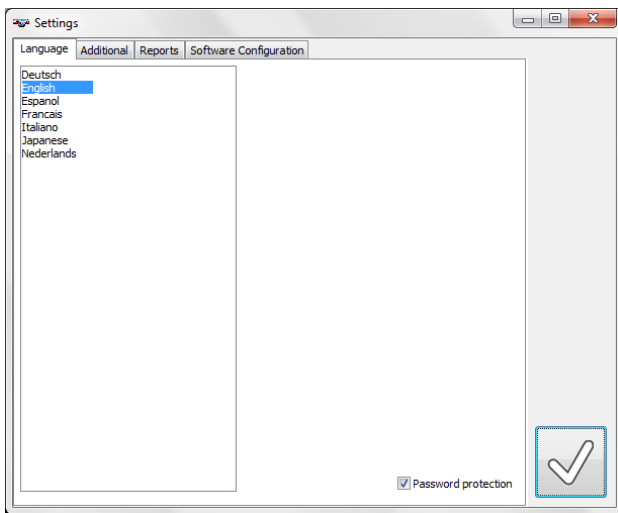 Settings
Language Additional Reports Software Configuration
Deutsch
English
Espanol
Francais
Italiano
Japanese
Nederlands
Password protection